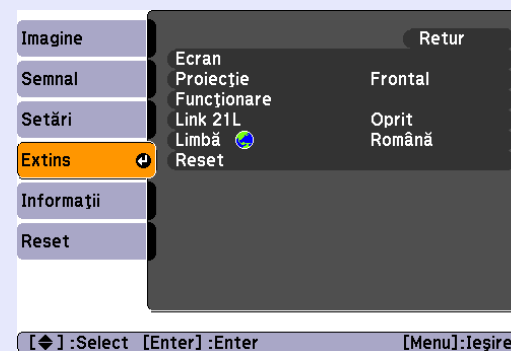 Imagine
Semnal
Setări
Extins
Informaţii
Reset
Retur
Ecran
Proiecţie Frontal
Funcţionare
Link 21L Oprit
Limbă Română
Reset
[◆] :Select [Enter] :Enter [Menu]:Ieşire